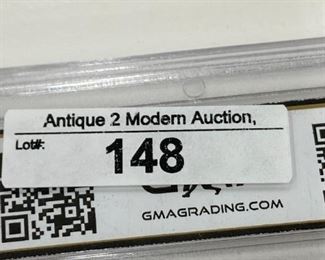 Antique 2 Modern Auction,
Lot#: 148
GMAGRADING.COM